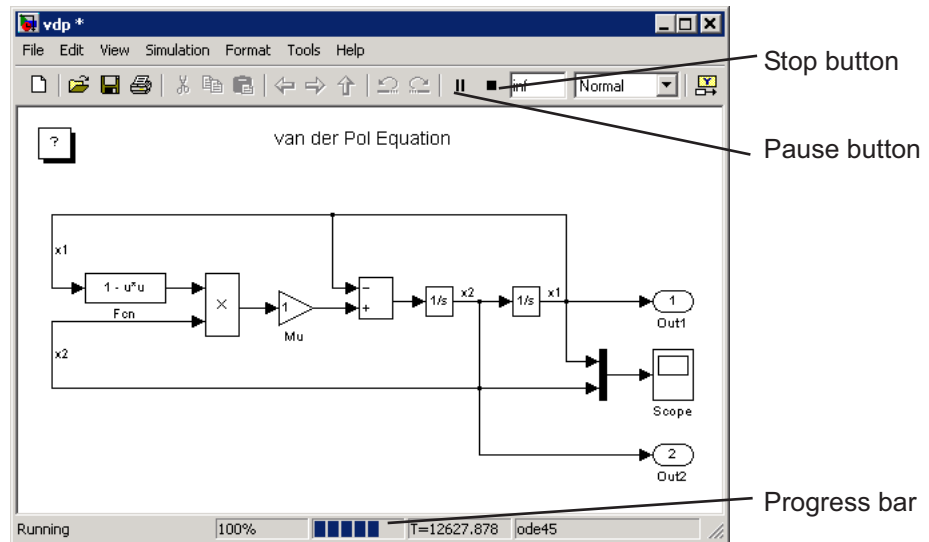 vdp *
File Edit View Simulation Format Tools Help
Stop button
inf Normal
Pause button
?
van der Pol Equation
x1
1 - u*u
Fcn
×
1
Mu
−
+
1/s
x2
1/s
x1
1
Out1
x2
Scope
2
Out2
Progress bar
Running 100% T=12627.878 ode45